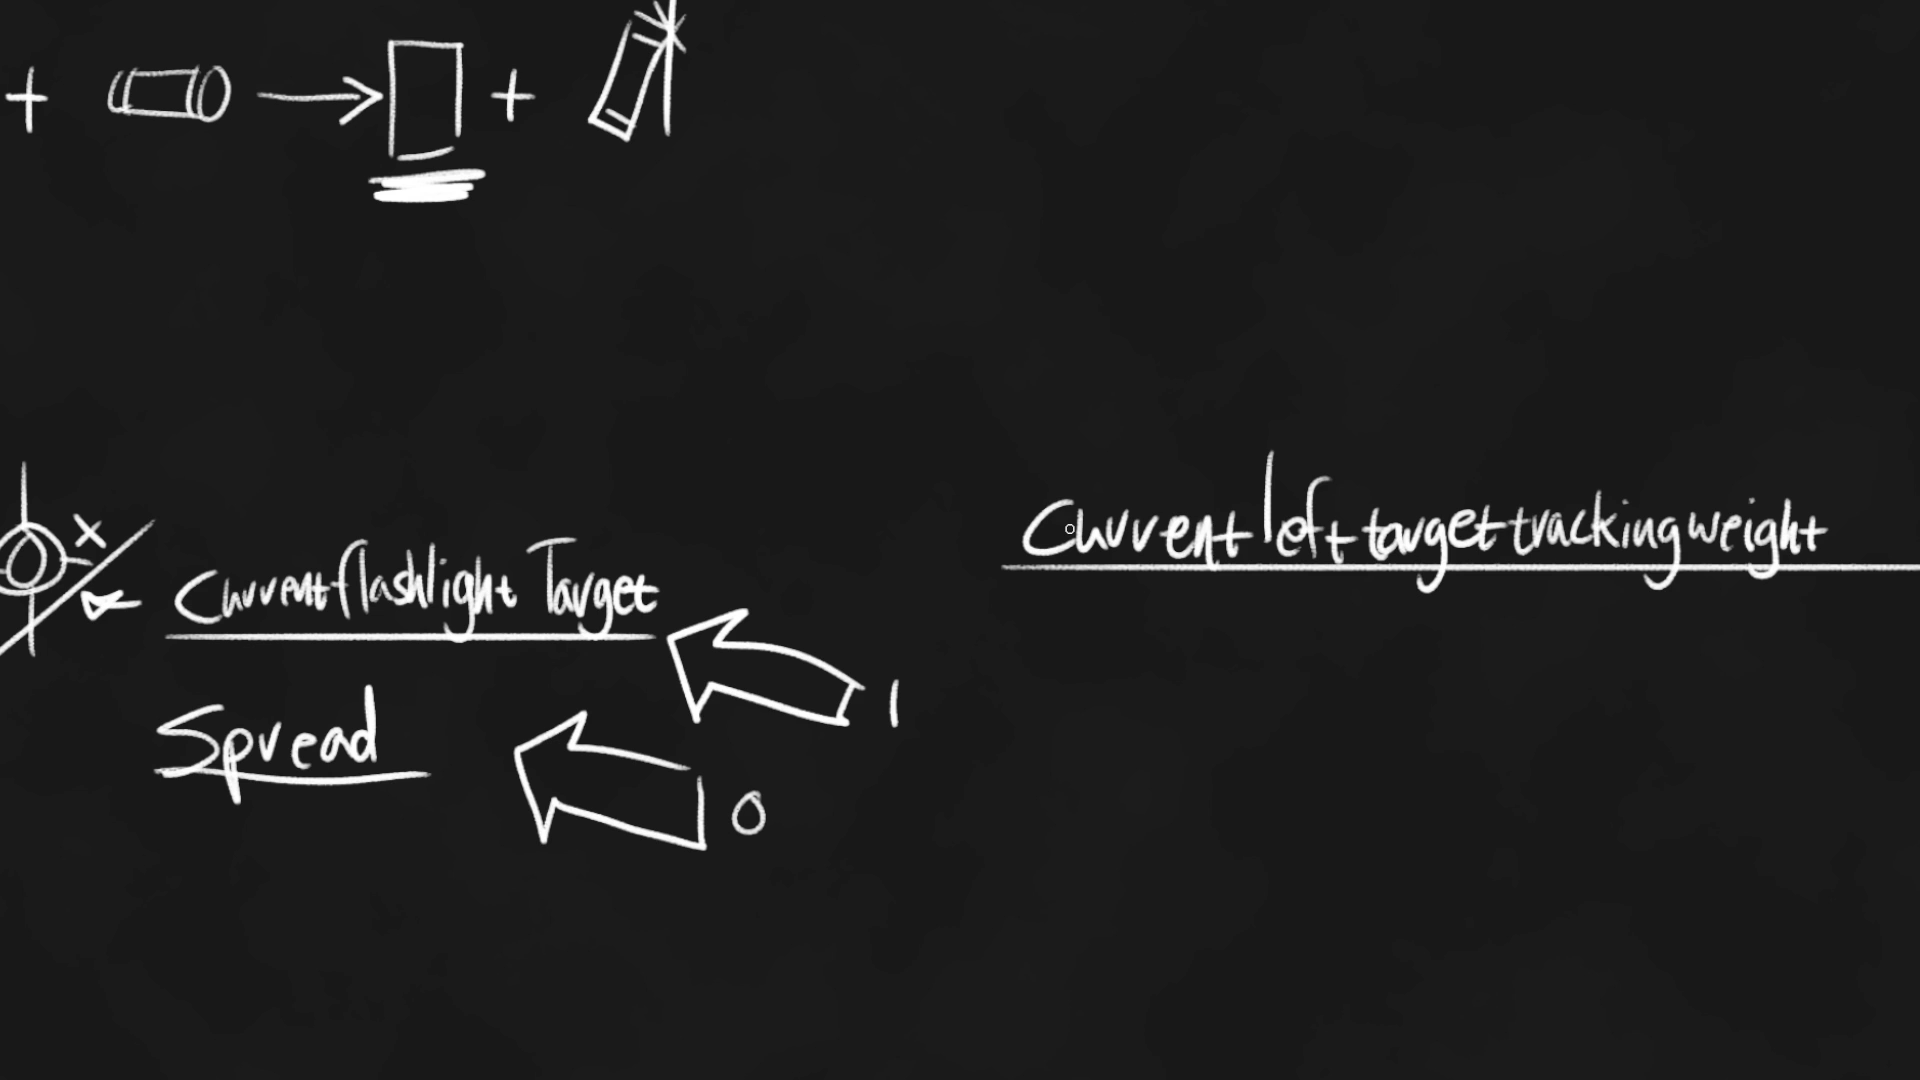 + → +
x
Current flashlight Target
1
Spread
0
Current left target tracking weight